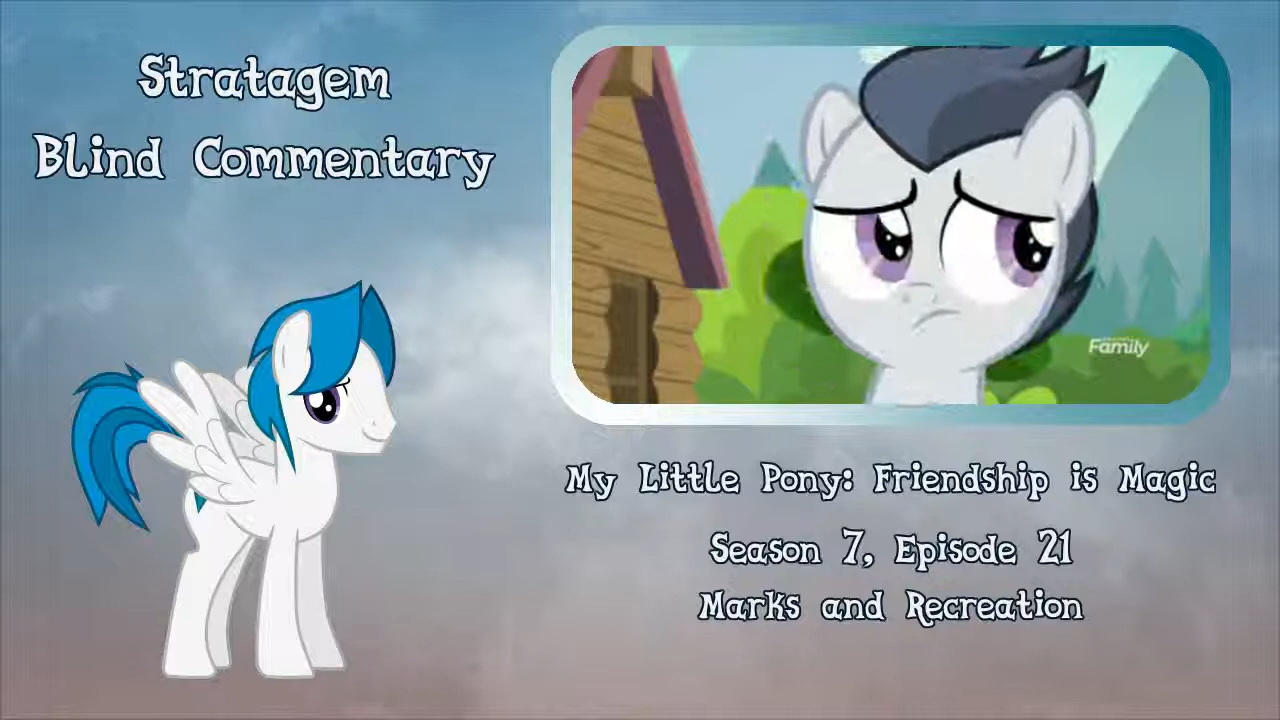 Stratagem
Blind Commentary
Family
My Little Pony: Friendship is Magic
Season 7, Episode 21
Marks and Recreation